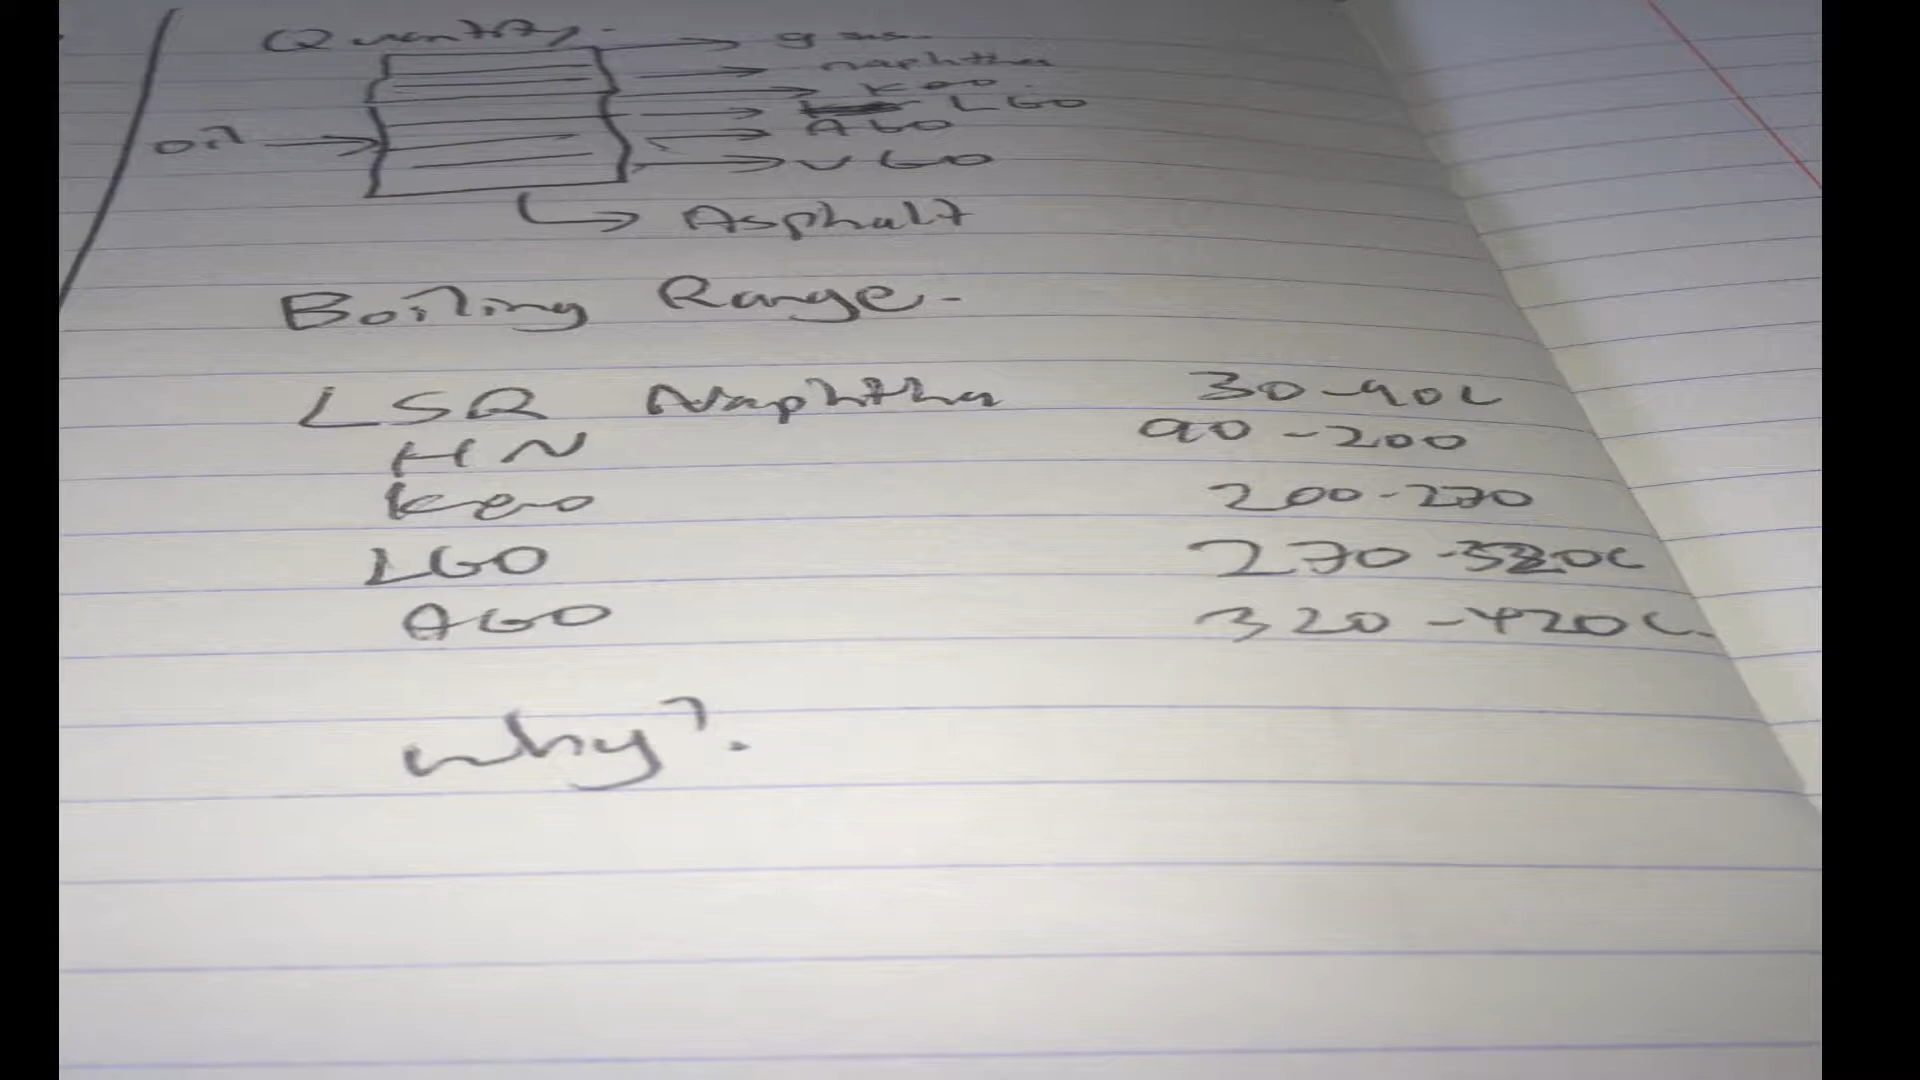 Quantity.
gas
naphtha
Keo
LGO
oil
AGO
VGO
Asphalt
Boiling Range-
LSR Naphtha 30-90C
HN 90-200
Keo 200-270
LGO 270-320C
AGO 320-420C
why?